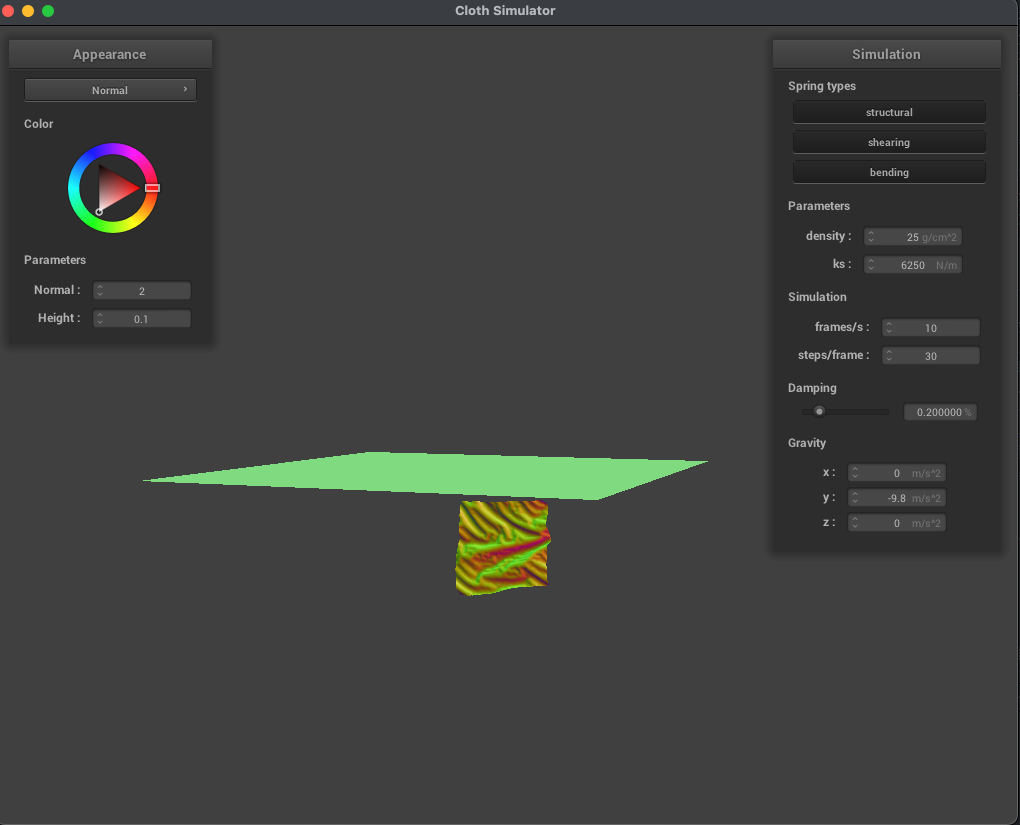 Cloth Simulator
Appearance
Normal
Color
Parameters
Normal : 2
Height : 0.1
Simulation
Spring types
structural
shearing
bending
Parameters
density : 25 g/cm^2
ks : 6250 N/m
Simulation
frames/s : 10
steps/frame : 30
Damping
0.200000 %
Gravity
x : 0 m/s^2
y : -9.8 m/s^2
z : 0 m/s^2